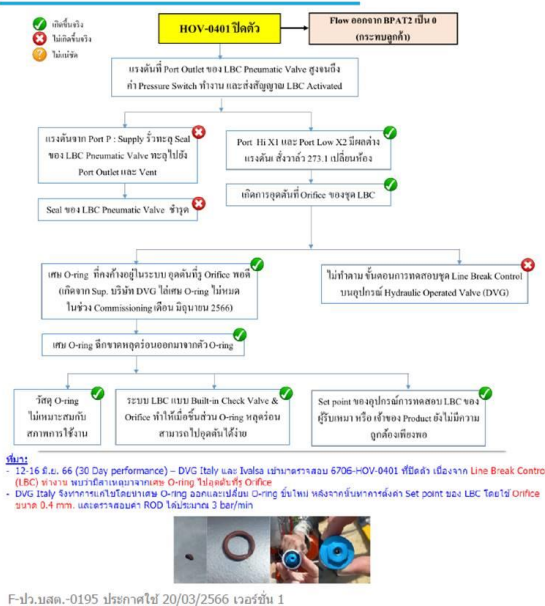 เกิดขึ้นจริง
ไม่เกิดขึ้นจริง
ไม่แน่ชัด
HOV-0401 ปิดตัว
Flow ออกจาก BPAT2 เป็น 0
(กระทบลูกค้า)
แรงดันที่ Port Outlet ของ LBC Pneumatic Valve สูงจนถึง
ค่า Pressure Switch ทำงาน และส่งสัญญาณ LBC Activated
แรงดันจาก Port P : Supply รั่วทะลุ Seal
ของ LBC Pneumatic Valve ทะลุไปยัง
Port Outlet และ Vent
Port Hi X1 และ Port Low X2 มีผลต่าง
แรงดัน สั่งวาล์ว 273.1 เปลี่ยนห้อง
Seal ของ LBC Pneumatic Valve ชำรุด
เกิดการอุดตันที่ Orifice ของชุด LBC
เศษ O-ring ที่คงค้างอยู่ในระบบ อุดตันที่รู Orifice พอดี
(เกิดจาก Sup. บริษัท DVG ไล่เศษ O-ring ไม่หมด
ในช่วง Commissioning เดือน มิถุนายน 2566)
ไม่ทำตาม ขั้นตอนการทดสอบชุด Line Break Control
บนอุปกรณ์ Hydraulic Operated Valve (DVG)
เศษ O-ring ฉีกขาดหลุดร่อนออกมาจากตัว O-ring
วัสดุ O-ring
ไม่เหมาะสมกับ
สภาพการใช้งาน
ระบบ LBC แบบ Built-in Check Valve &
Orifice ทำให้เมื่อชิ้นส่วน O-ring หลุดร่อน
สามารถไปอุดตันได้ง่าย
Set point ของอุปกรณ์การทดสอบ LBC ของ
ผู้รับเหมา หรือ เจ้าของ Product ยังไม่มีความ
ถูกต้องเพียงพอ
ที่มา:
- 12-16 มิ.ย. 66 (30 Day performance) – DVG Italy และ Ivalsa เข้ามาตรวจสอบ 6706-HOV-0401 ที่ปิดตัว เนื่องจาก Line Break Contro
(LBC) ทำงาน พบว่ามีสาเหตุมาจากเศษ O-ring ไปอุดตันที่รู Orifice
- DVG Italy จึงทำการแก้ไขโดยนำเศษ O-ring ออกและเปลี่ยน O-ring ชิ้นใหม่ หลังจากนั้นทำการตั้งค่า Set point ของ LBC โดยใช้ Orifice
ขนาด 0.4 mm. และตรวจสอบค่า ROD ได้ประมาณ 3 bar/min
F-ปว.บสต.-0195 ประกาศใช้ 20/03/2566 เวอร์ชั่น 1